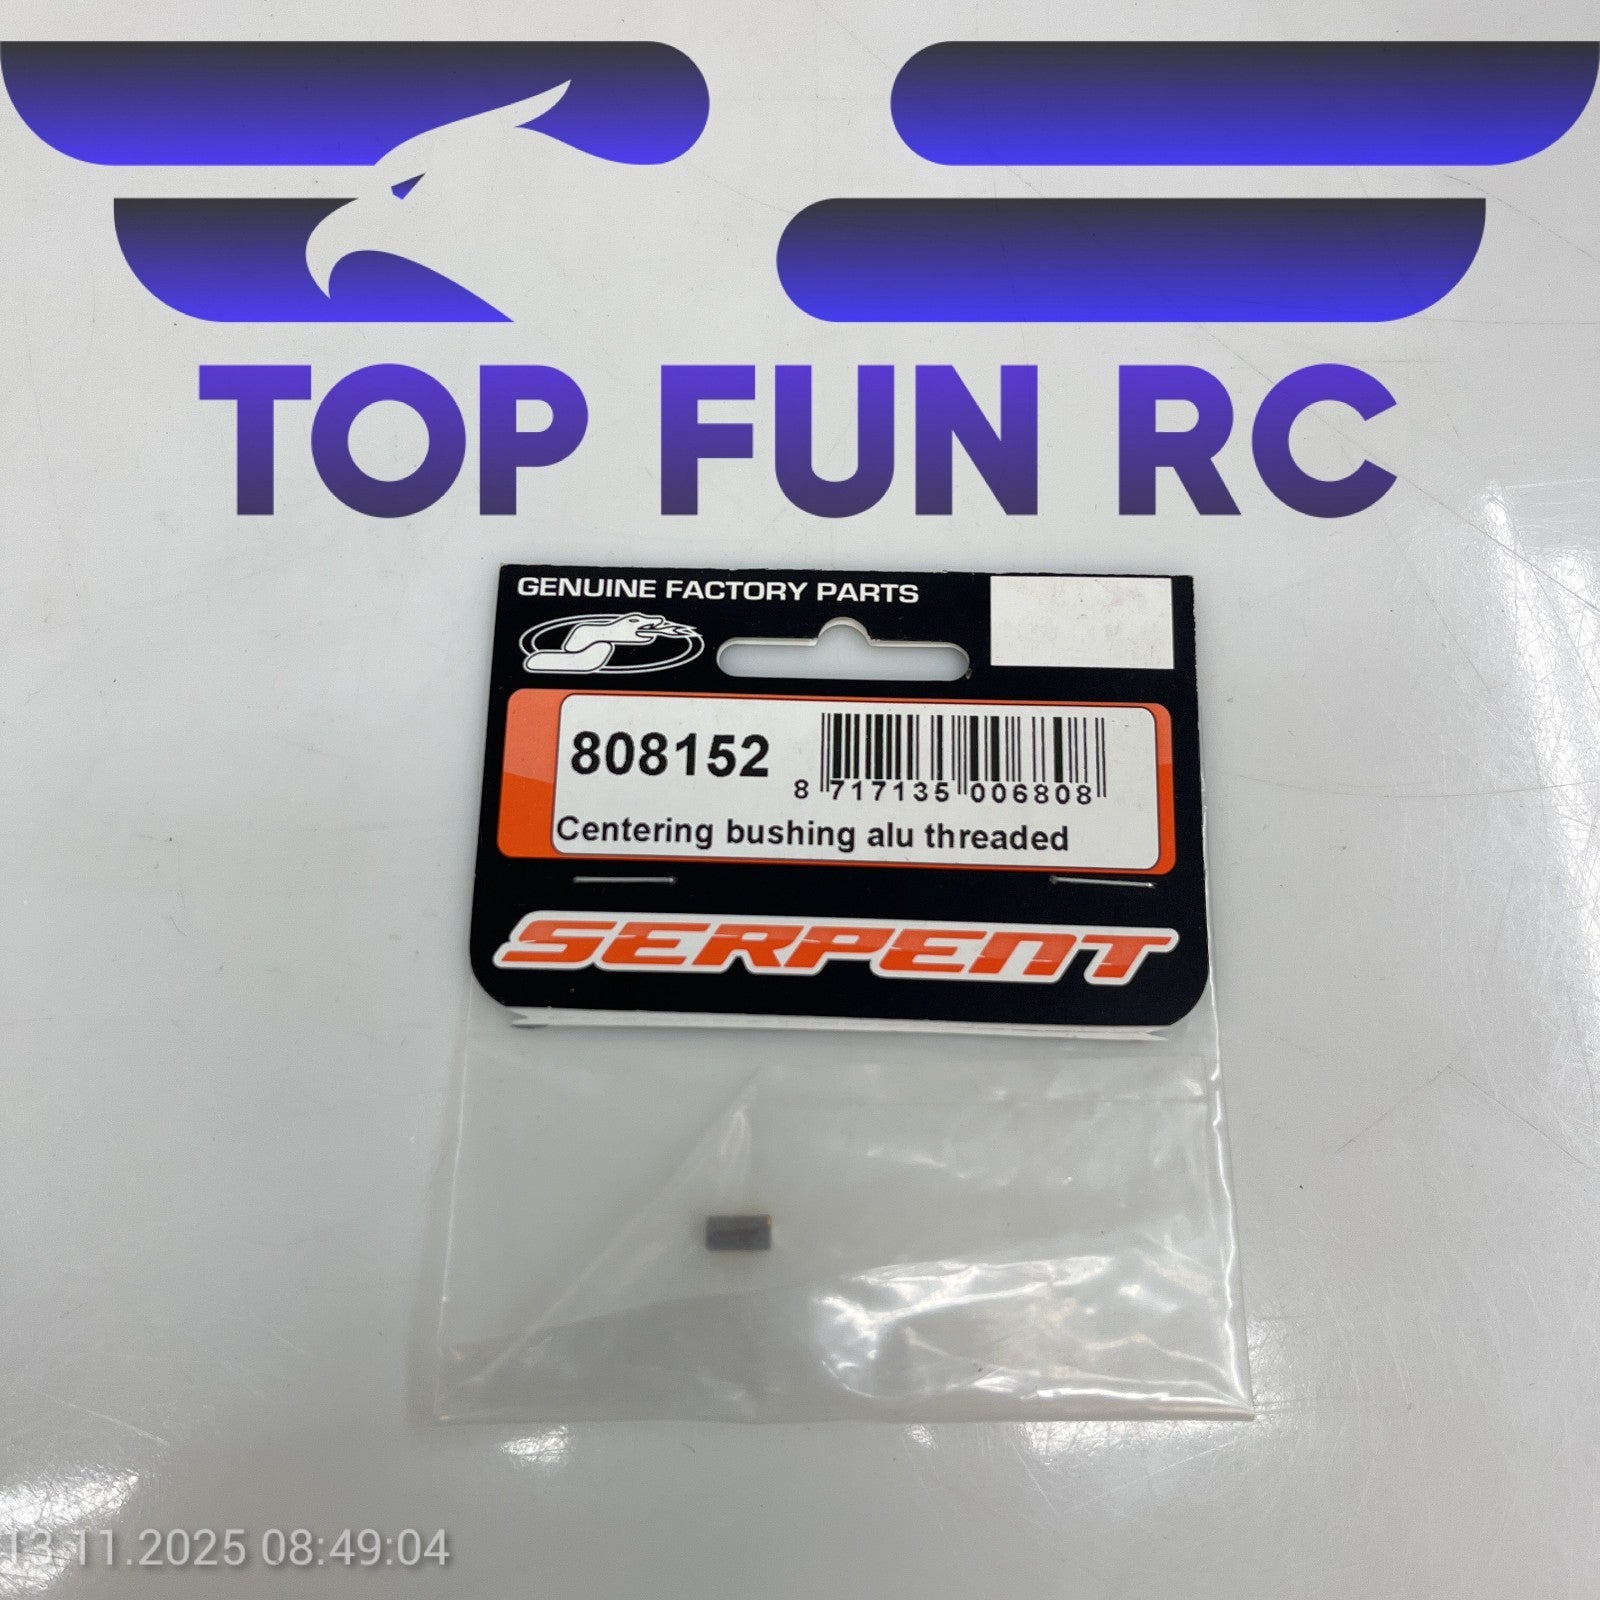 TOP FUN RC
GENUINE FACTORY PARTS
808152
8 717135 006808
Centering bushing alu threaded
SERPENT
13.11.2025 08:49:04